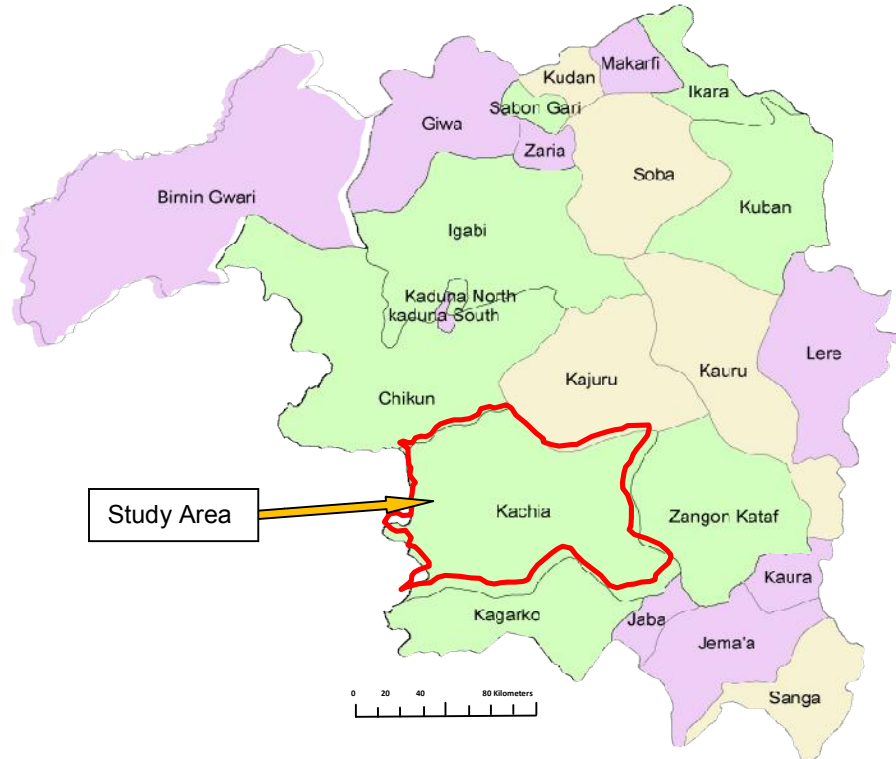 Makarfi
Kudan
Ikara
Sabon Gari
Giwa
Zaria
Soba
Birnin Gwari
Kuban
Igabi
Kaduna North
kaduna South
Lere
Kajuru
Kauru
Chikun
Study Area
Kachia
Zangon Kataf
Kaura
Kagarko
Jaba
Jema'a
Sanga
0 20 40 80 Kilometers